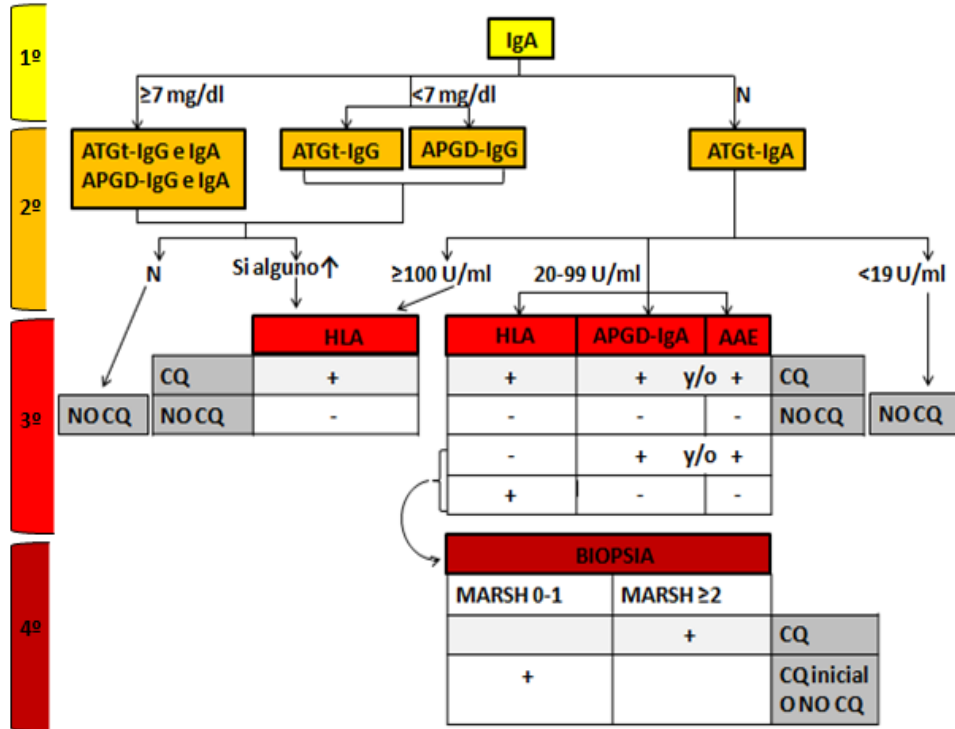 1º
IgA
≥7 mg/dl
<7 mg/dl
N
2º
ATGt-IgG e IgA
APGD-IgG e IgA
ATGt-IgG
APGD-IgG
ATGt-IgA
N
Si alguno ↑
≥100 U/ml
20-99 U/ml
<19 U/ml
3º
HLA
CQ +
NO CQ -
NO CQ
HLA APGD-IgA AAE
+ + y/o + CQ
- - - NO CQ
- + y/o +
+ - -
NO CQ
4º
BIOPSIA
MARSH 0-1 MARSH ≥2
+ CQ
+ CQ inicial
O NO CQ